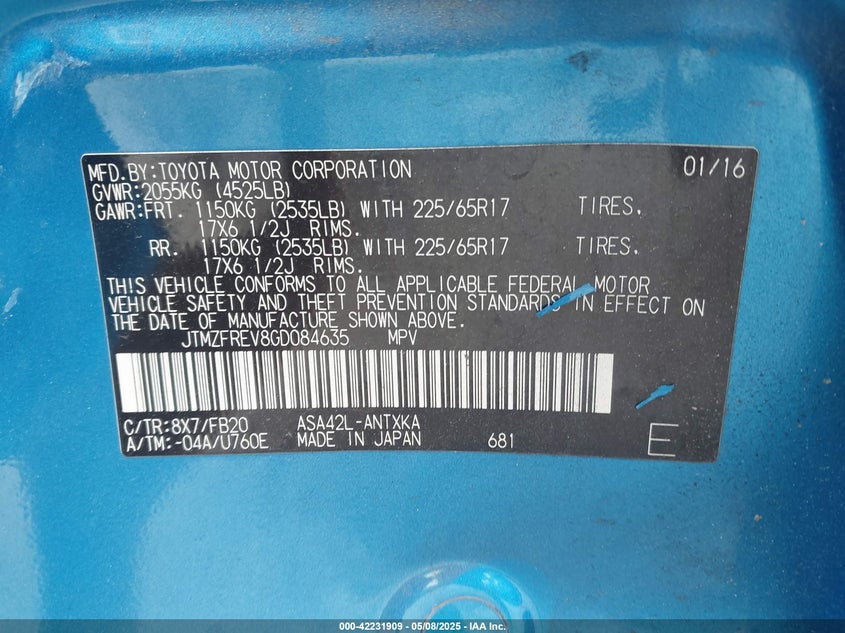 MFD.BY:TOYOTA MOTOR CORPORATION 01/16
GVWR:2055KG (4525LB)
GAWR:FRT. 1150KG (2535LB) WITH 225/65R17 TIRES.
17X6 1/2J RIMS.
RR. 1150KG (2535LB) WITH 225/65R17 TIRES.
17X6 1/2J RIMS.
THIS VEHICLE CONFORMS TO ALL APPLICABLE FEDERAL MOTOR
VEHICLE SAFETY AND THEFT PREVENTION STANDARDS IN EFFECT ON
THE DATE OF MANUFACTURE SHOWN ABOVE.
JTMZFREV8GD084635 MPV
C/TR:8X7/FB20 ASA42L-ANTXKA
A/TM:-04A/U760E MADE IN JAPAN 681 E
000-42231909 - 05/08/2025 - IAA Inc.